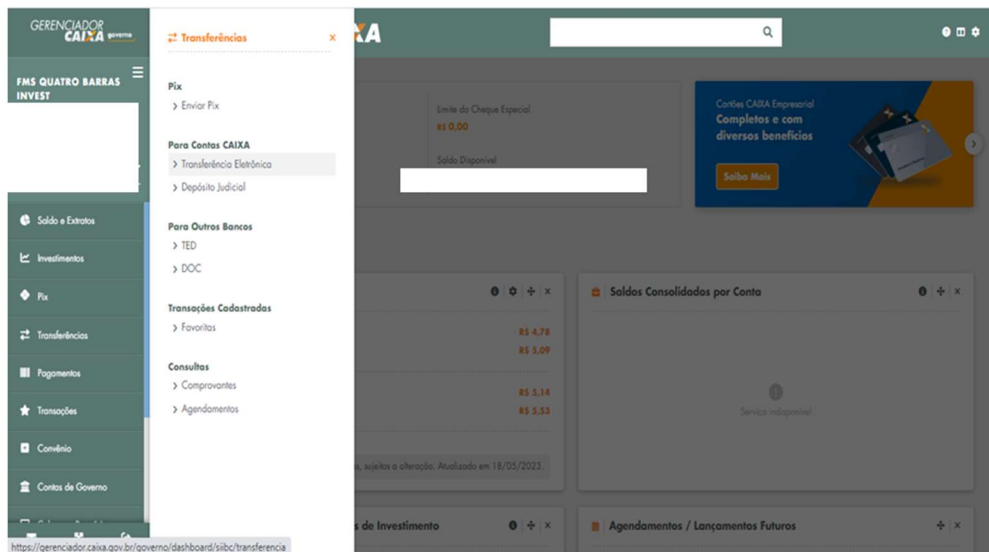 GERENCIADOR
CAIXA governo
FMS QUATRO BARRAS
INVEST
Saldo e Extratos
Investimentos
Pix
Transferências
Pagamentos
Transações
Convênio
Contas de Governo
Transferências
Pix
Enviar Pix
Para Contas CAIXA
Transferência Eletrônica
Depósito Judicial
Para Outros Bancos
TED
DOC
Transações Cadastradas
Favoritas
Consultas
Comprovantes
Agendamentos
XA
Limite do Cheque Especial
R$ 0,00
Saldo Disponível
Cartões CAIXA Empresarial
Completos e com
diversos benefícios
Saiba Mais
R$ 4,78
R$ 5,09
R$ 5,14
R$ 5,53
s, sujeitas a alteração. Atualizado em 18/05/2023.
Saldos Consolidados por Conta
Serviço indisponível
s de Investimento
Agendamentos / Lançamentos Futuros
https://gerenciador.caixa.gov.br/governo/dashboard/siibc/transferencia